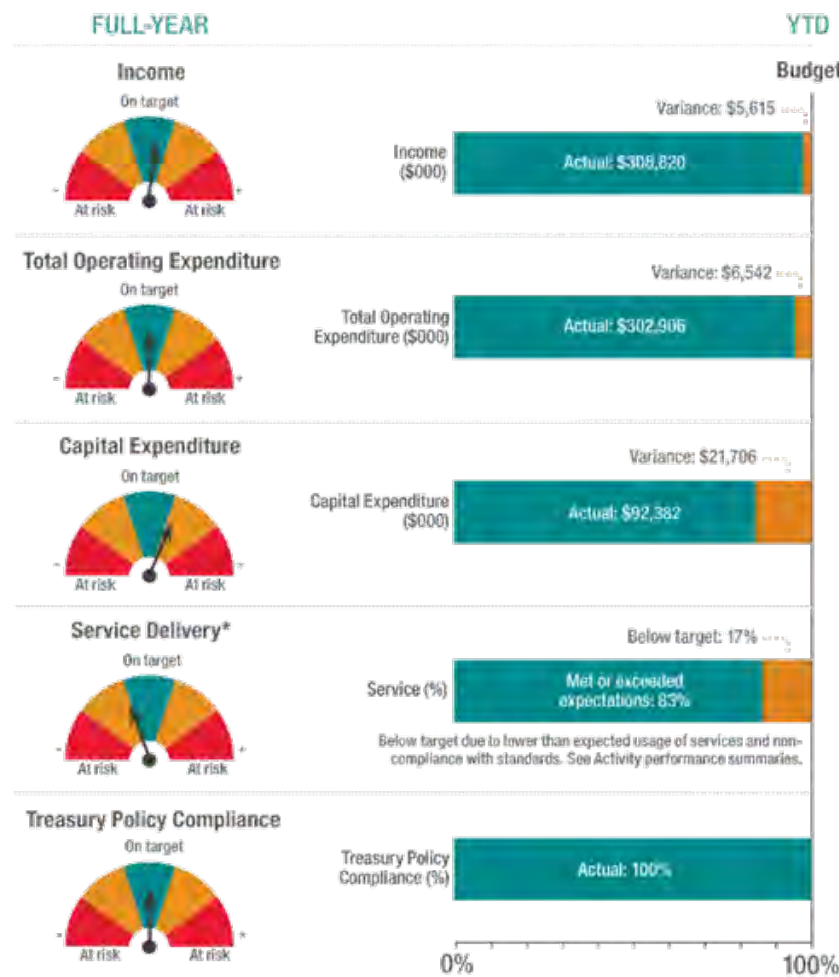 FULL-YEAR
YTD
Income
Budget
On target
Variance: $5,615
Income
($000)
Actual: $308,820
- +
At risk At risk
Total Operating Expenditure
On target
Variance: $6,542
Total Operating
Expenditure ($000)
Actual: $302,906
- +
At risk At risk
Capital Expenditure
On target
Variance: $21,706
Capital Expenditure
($000)
Actual: $92,382
- +
At risk At risk
Service Delivery*
On target
Below target: 17%
Service (%)
Met or exceeded
expectations: 83%
- +
At risk At risk
Below target due to lower than expected usage of services and non-
compliance with standards. See Activity performance summaries.
Treasury Policy Compliance
On target
Treasury Policy
Compliance (%)
Actual: 100%
- +
At risk At risk
0% 100%